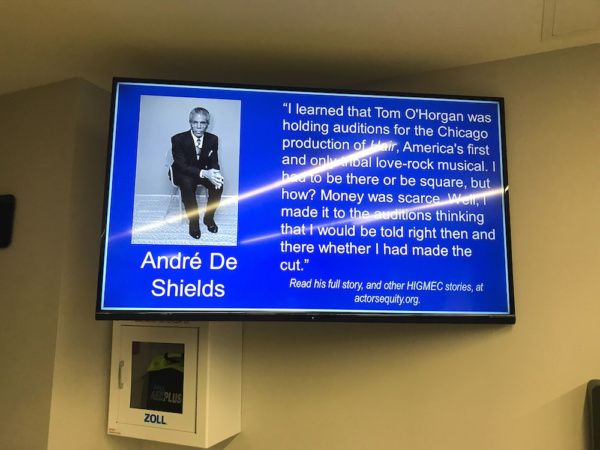 André De
Shields
“I learned that Tom O'Horgan was
holding auditions for the Chicago
production of Hair, America's first
and only tribal love-rock musical. I
had to be there or be square, but
how? Money was scarce. Well, I
made it to the auditions thinking
that I would be told right then and
there whether I had made the
cut.”
Read his full story, and other HIGMEC stories, at
actorsequity.org.
AED PLUS
ZOLL